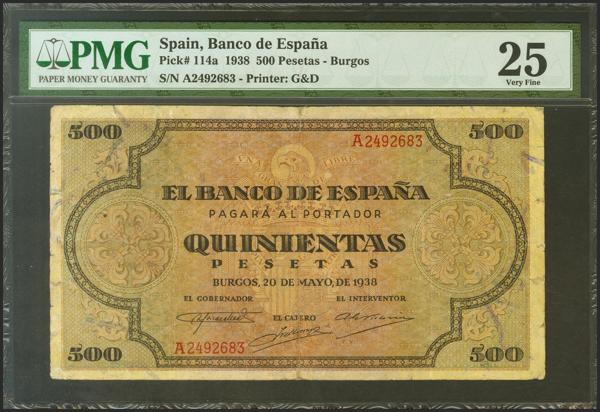 PMG
PAPER MONEY GUARANTY
Spain, Banco de España
Pick# 114a 1938 500 Pesetas - Burgos
S/N A2492683 - Printer: G&D
25
Very Fine
500
500
A2492683
EL BANCO DE ESPAÑA
PAGARÁ AL PORTADOR
QUINIENTAS
PESETAS
BURGOS, 20 DE MAYO, DE 1938
EL GOBERNADOR
EL CAJERO
EL INTERVENTOR
A2492683
500
500